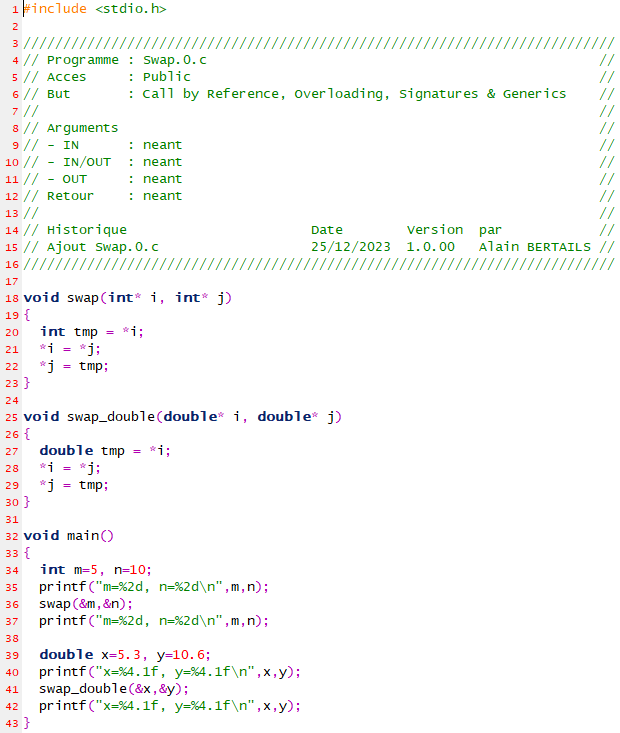 1 #include <stdio.h>
2
3 ///////////////////////////////////////////////////////////////////////////
4 // Programme : Swap.0.c //
5 // Acces : Public //
6 // But : Call by Reference, Overloading, Signatures & Generics //
7 // //
8 // Arguments //
9 // - IN : neant //
10 // - IN/OUT : neant //
11 // - OUT : neant //
12 // Retour : neant //
13 // //
14 // Historique Date Version par //
15 // Ajout Swap.0.c 25/12/2023 1.0.00 Alain BERTAILS //
16 ///////////////////////////////////////////////////////////////////////////
17
18 void swap(int* i, int* j)
19 {
20 int tmp = *i;
21 *i = *j;
22 *j = tmp;
23 }
24
25 void swap_double(double* i, double* j)
26 {
27 double tmp = *i;
28 *i = *j;
29 *j = tmp;
30 }
31
32 void main()
33 {
34 int m=5, n=10;
35 printf("m=%2d, n=%2d\n",m,n);
36 swap(&m,&n);
37 printf("m=%2d, n=%2d\n",m,n);
38
39 double x=5.3, y=10.6;
40 printf("x=%4.1f, y=%4.1f\n",x,y);
41 swap_double(&x,&y);
42 printf("x=%4.1f, y=%4.1f\n",x,y);
43 }